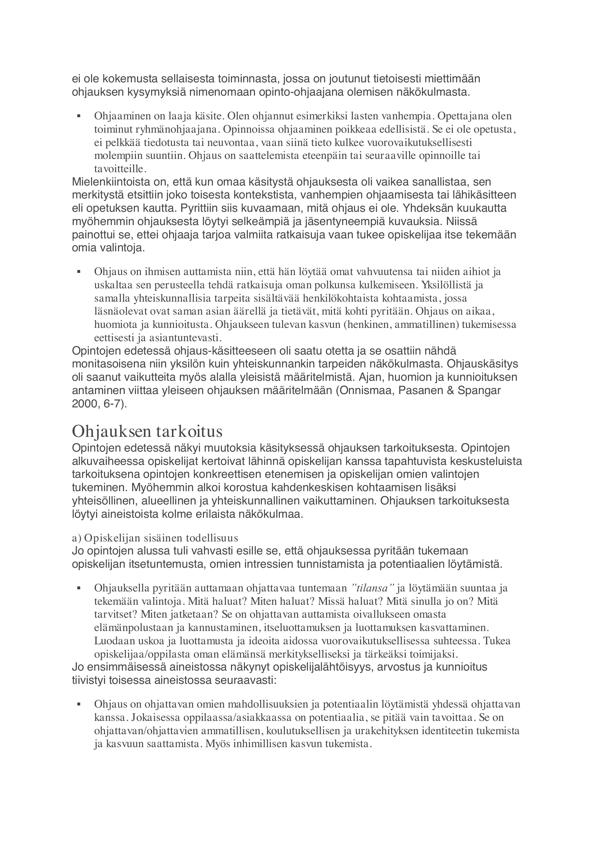 ei ole kokemusta sellaisesta toiminnasta, jossa on joutunut tietoisesti miettimään
ohjauksen kysymyksiä nimenomaan opinto-ohjaajana olemisen näkökulmasta.
▪ Ohjaaminen on laaja käsite. Olen ohjannut esimerkiksi lasten vanhempia. Opettajana olen
toiminut ryhmänohjaajana. Opinnoissa ohjaaminen poikkeaa edellisistä. Se ei ole opetusta,
ei pelkkää tiedotusta tai neuvontaa, vaan siinä tieto kulkee vuorovaikutuksellisesti
molempiin suuntiin. Ohjaus on saattelemista eteenpäin tai seuraaville opinnoille tai
tavoitteille.
Mielenkiintoista on, että kun omaa käsitystä ohjauksesta oli vaikea sanallistaa, sen
merkitystä etsittiin joko toisesta kontekstista, vanhempien ohjaamisesta tai lähikäsitteen
eli opetuksen kautta. Pyrittiin siis kuvaamaan, mitä ohjaus ei ole. Yhdeksän kuukautta
myöhemmin ohjauksesta löytyi selkeämpiä ja jäsentyneempiä kuvauksia. Niissä
painottui se, ettei ohjaaja tarjoa valmiita ratkaisuja vaan tukee opiskelijaa itse tekemään
omia valintoja.
▪ Ohjaus on ihmisen auttamista niin, että hän löytää omat vahvuutensa tai niiden aihiot ja
uskaltaa sen perusteella tehdä ratkaisuja oman polkunsa kulkemiseen. Yksilöllistä ja
samalla yhteiskunnallisia tarpeita sisältävää henkilökohtaista kohtaamista, jossa
läsnäolevat ovat saman asian äärellä ja tietävät, mitä kohti pyritään. Ohjaus on aikaa,
huomiota ja kunnioitusta. Ohjaukseen tulevan kasvun (henkinen, ammatillinen) tukemisessa
eettisesti ja asiantuntevasti.
Opintojen edetessä ohjaus-käsitteeseen oli saatu otetta ja se osattiin nähdä
monitasoisena niin yksilön kuin yhteiskunnankin tarpeiden näkökulmasta. Ohjauskäsitys
oli saanut vaikutteita myös alalla yleisistä määritelmistä. Ajan, huomion ja kunnioituksen
antaminen viittaa yleiseen ohjauksen määritelmään (Onnismaa, Pasanen & Spangar
2000, 6-7).
Ohjauksen tarkoitus
Opintojen edetessä näkyi muutoksia käsityksessä ohjauksen tarkoituksesta. Opintojen
alkuvaiheessa opiskelijat kertoivat lähinnä opiskelijan kanssa tapahtuvista keskusteluista
tarkoituksena opintojen konkreettisen etenemisen ja opiskelijan omien valintojen
tukeminen. Myöhemmin alkoi korostua kahdenkeskisen kohtaamisen lisäksi
yhteisöllinen, alueellinen ja yhteiskunnallinen vaikuttaminen. Ohjauksen tarkoituksesta
löytyi aineistoista kolme erilaista näkökulmaa.
a) Opiskelijan sisäinen todellisuus
Jo opintojen alussa tuli vahvasti esille se, että ohjauksessa pyritään tukemaan
opiskelijan itsetuntemusta, omien intressien tunnistamista ja potentiaalien löytämistä.
▪ Ohjauksella pyritään auttamaan ohjattavaa tuntemaan ”tilansa” ja löytämään suuntaa ja
tekemään valintoja. Mitä haluat? Miten haluat? Missä haluat? Mitä sinulla jo on? Mitä
tarvitset? Miten jatketaan? Se on ohjattavan auttamista oivallukseen omasta
elämänpolustaan ja kannustaminen, itseluottamuksen ja luottamuksen kasvattaminen.
Luodaan uskoa ja luottamusta ja ideoita aidossa vuorovaikutuksellisessa suhteessa. Tukea
opiskelijaa/oppilasta oman elämänsä merkitykselliseksi ja tärkeäksi toimijaksi.
Jo ensimmäisessä aineistossa näkynyt opiskelijalähtöisyys, arvostus ja kunnioitus
tiivistyi toisessa aineistossa seuraavasti:
▪ Ohjaus on ohjattavan omien mahdollisuuksien ja potentiaalin löytämistä yhdessä ohjattavan
kanssa. Jokaisessa oppilaassa/asiakkaassa on potentiaalia, se pitää vain tavoittaa. Se on
ohjattavan/ohjattavien ammatillisen, koulutuksellisen ja urakehityksen identiteetin tukemista
ja kasvuun saattamista. Myös inhimillisen kasvun tukemista.